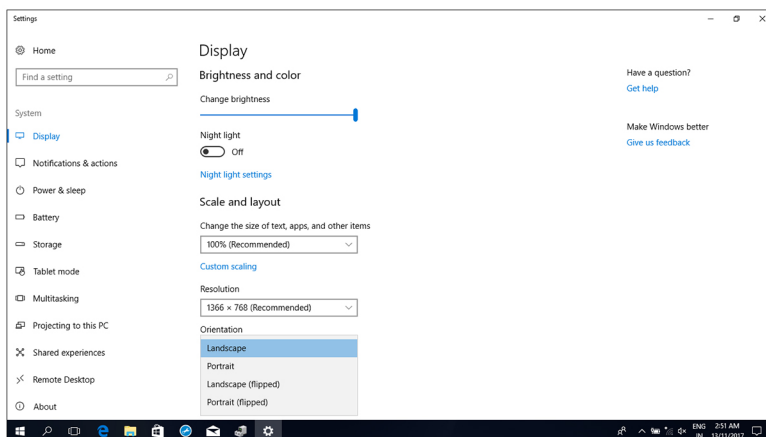 Settings
Home
Find a setting
System
Display
Notifications & actions
Power & sleep
Battery
Storage
Tablet mode
Multitasking
Projecting to this PC
Shared experiences
Remote Desktop
About
Display
Brightness and color
Change brightness
Night light
Off
Night light settings
Scale and layout
Change the size of text, apps, and other items
100% (Recommended)
Custom scaling
Resolution
1366 × 768 (Recommended)
Orientation
Landscape
Portrait
Landscape (flipped)
Portrait (flipped)
Have a question?
Get help
Make Windows better
Give us feedback
ENG 2:51 AM
IN 13/11/2017